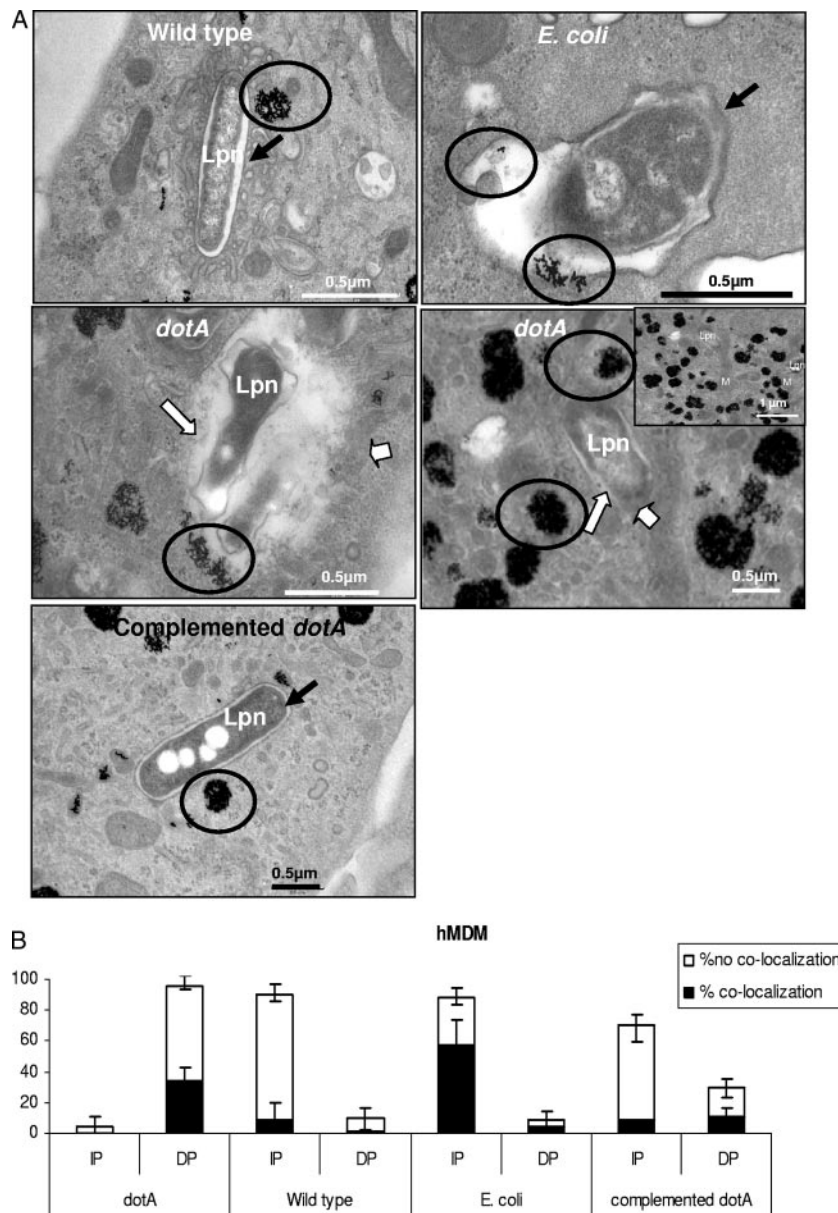 A
Wild type
Lpn
0.5µm
E. coli
0.5µm
dotA
Lpn
0.5µm
dotA
Lpn
Lpn
M
M
1 µm
Lpn
0.5µm
Complemented dotA
Lpn
0.5µm
B
hMDM
%no co-localization
% co-localization
100
80
60
40
20
0
IP DP IP DP IP DP IP DP
dotA Wild type E. coli complemented dotA